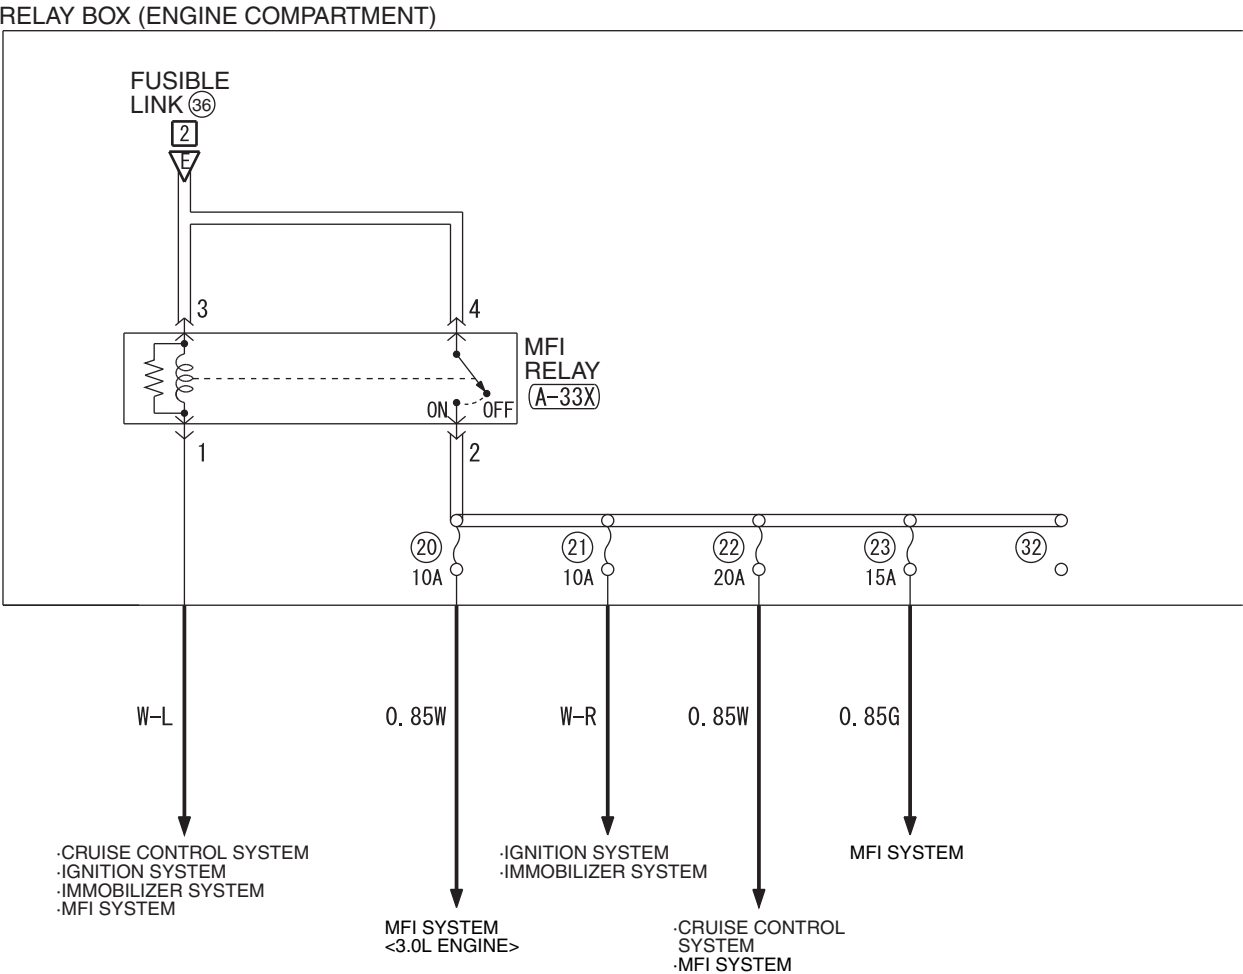 RELAY BOX (ENGINE COMPARTMENT)
FUSIBLE
LINK 36
2
E
3
4
MFI
RELAY
A-33X
ON
OFF
1
2
20
10A
21
10A
22
20A
23
15A
32
W-L
0.85W
W-R
0.85W
0.85G
·CRUISE CONTROL SYSTEM
·IGNITION SYSTEM
·IMMOBILIZER SYSTEM
·MFI SYSTEM
MFI SYSTEM
<3.0L ENGINE>
·IGNITION SYSTEM
·IMMOBILIZER SYSTEM
·CRUISE CONTROL
SYSTEM
·MFI SYSTEM
MFI SYSTEM